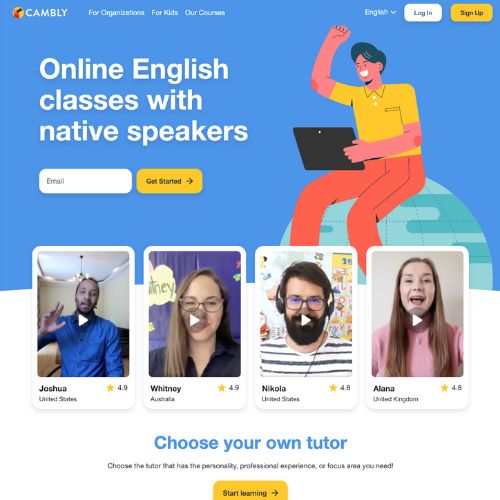 CAMBLY
For Organizations For Kids Our Courses
English
Log In
Sign Up
Online English
classes with
native speakers
Email
Get Started →
Joshua
4.9
United States
Whitney
4.9
Australia
Nikola
4.8
United States
Alana
4.8
United Kingdom
Choose your own tutor
Choose the tutor that has the personality, professional experience, or focus area you need!
Start learning →